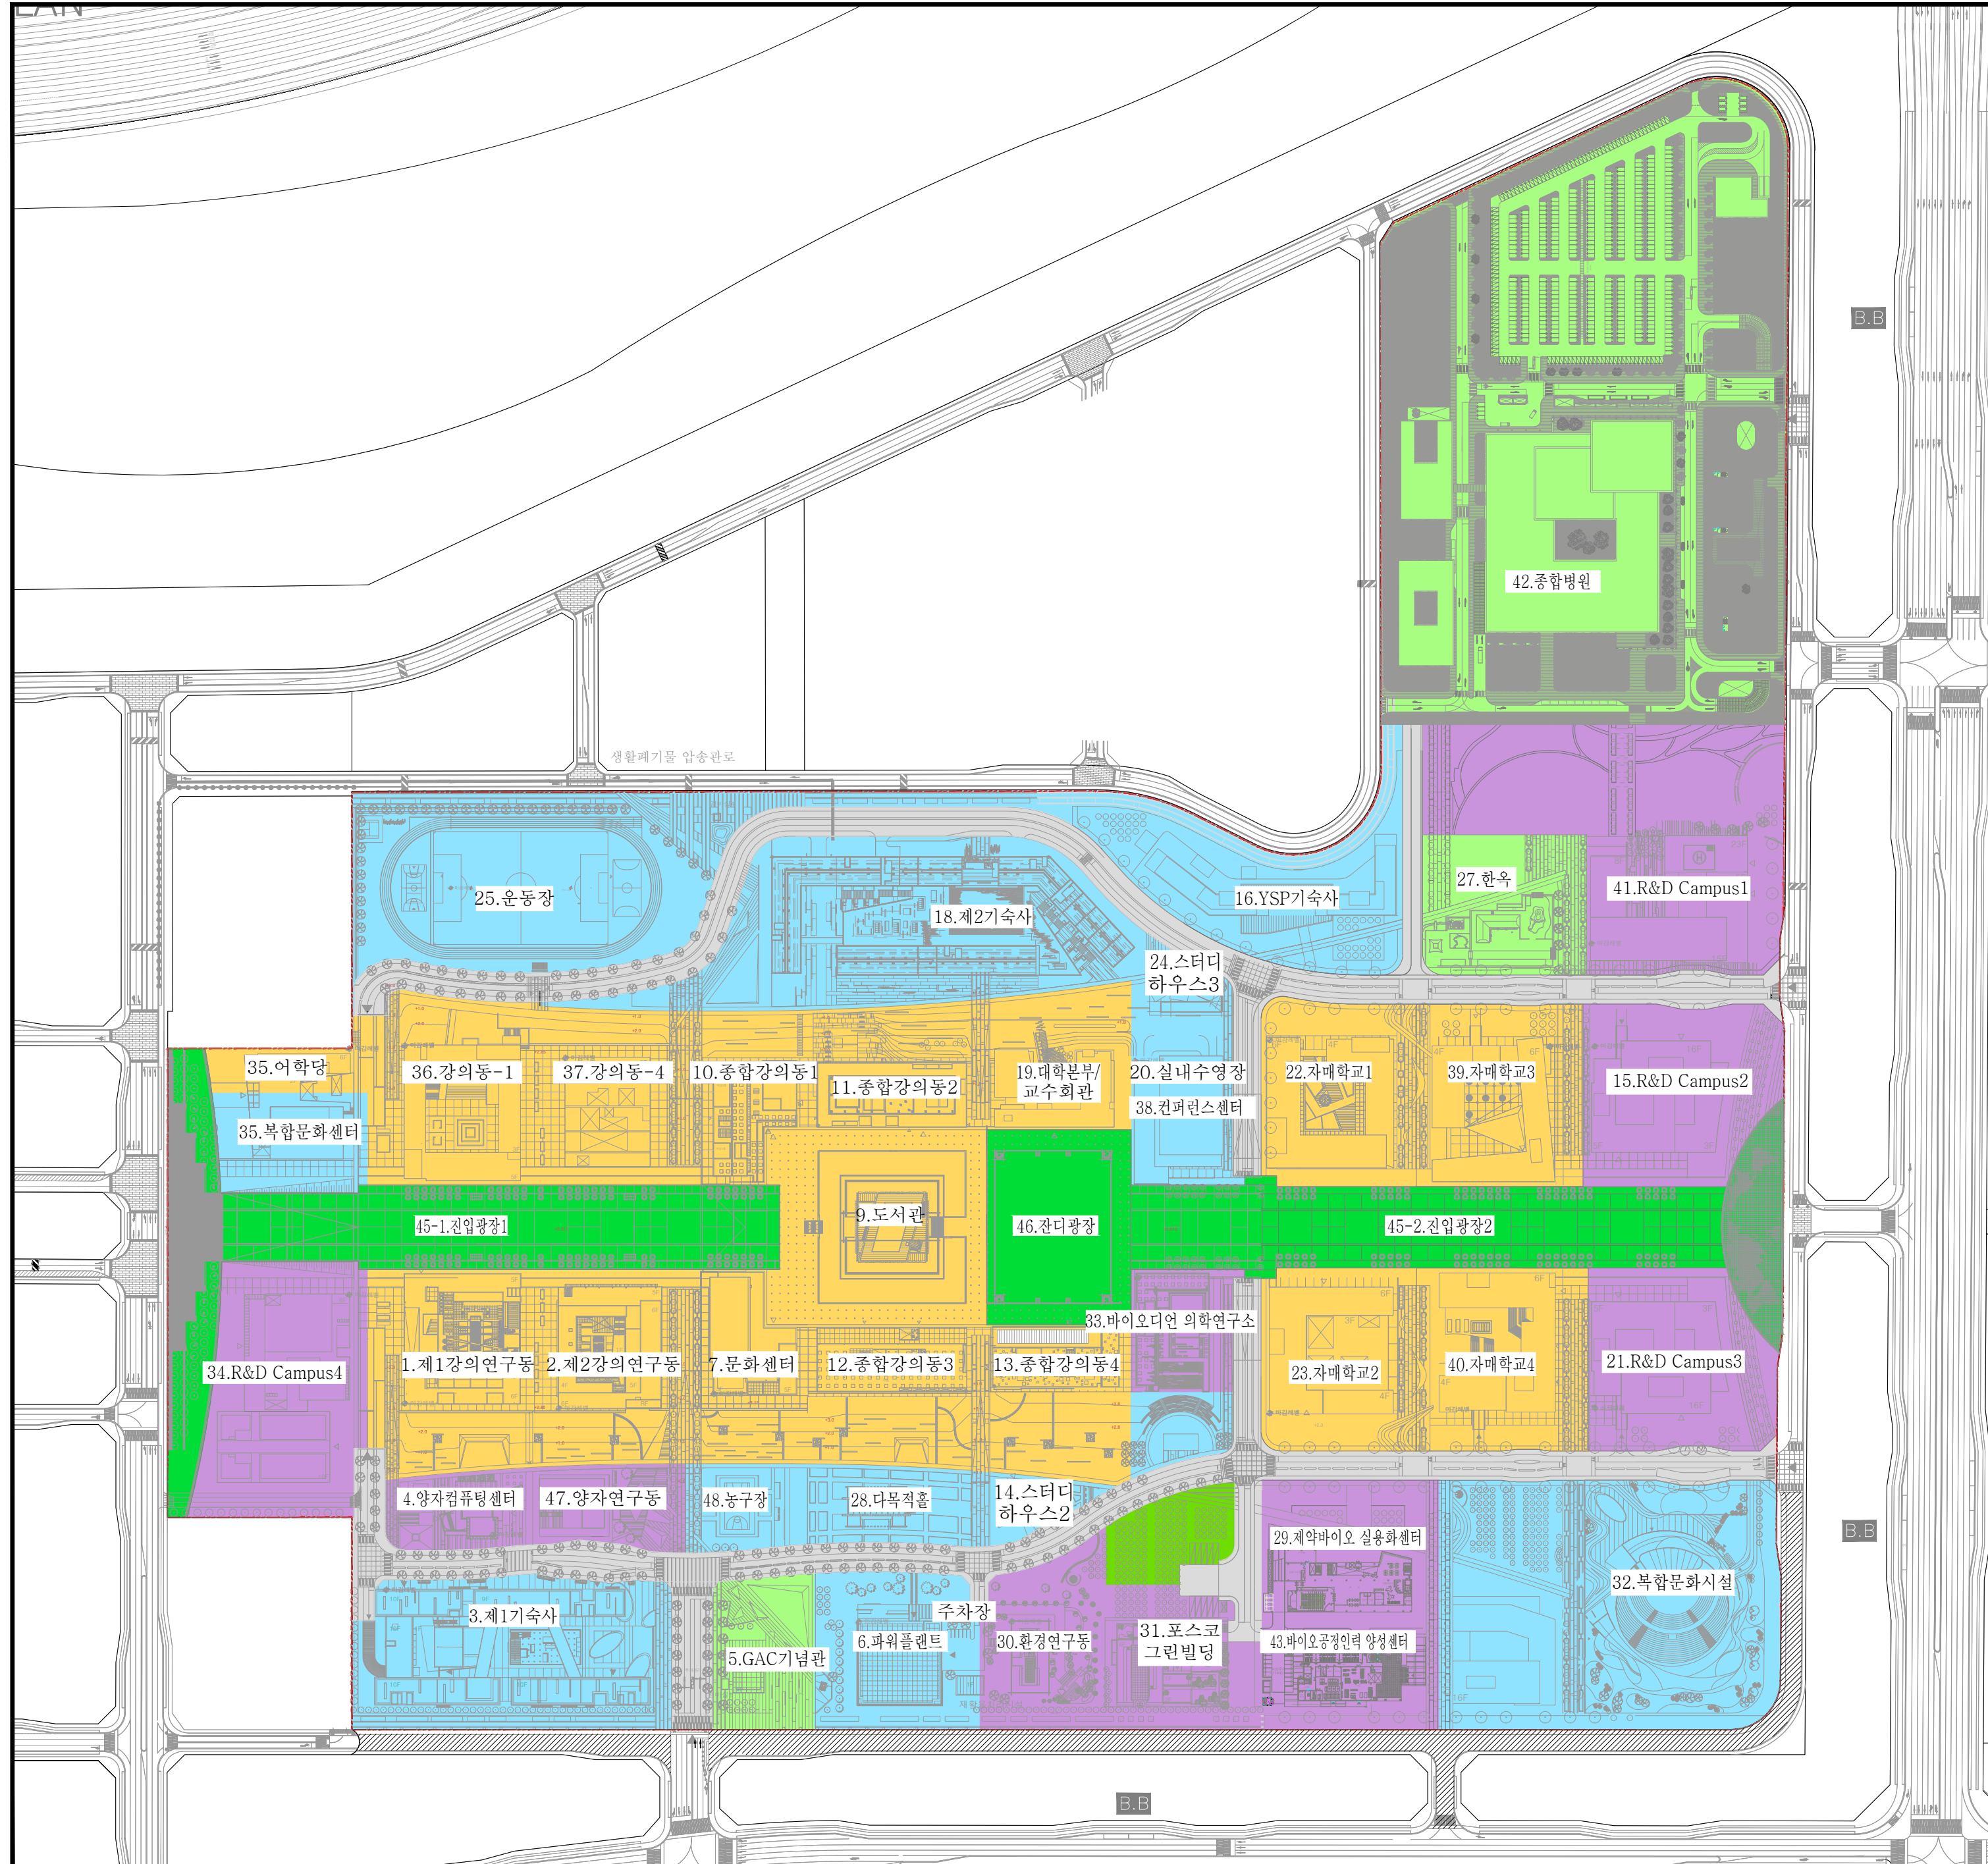 B.B
42.종합병원
생활폐기물 압송관로
27.한옥
41.R&D Campus1
25.운동장
16.YSP기숙사
18.제2기숙사
24.스터디
하우스3
35.어학당
36.강의동-1
37.강의동-4
10.종합강의동1
11.종합강의동2
19.대학본부/
교수회관
20.실내수영장
38.컨퍼런스센터
22.자매학교1
39.자매학교3
15.R&D Campus2
35.복합문화센터
45-1.진입광장1
9.도서관
46.잔디광장
45-2.진입광장2
33.바이오디언 의학연구소
34.R&D Campus4
1.제1강의연구동
2.제2강의연구동
7.문화센터
12.종합강의동3
13.종합강의동4
23.자매학교2
40.자매학교4
21.R&D Campus3
4.양자컴퓨팅센터
47.양자연구동
48.농구장
28.다목적홀
14.스터디
하우스2
29.제약바이오 실용화센터
B.B
32.복합문화시설
3.제1기숙사
주차장
5.GAC기념관
6.파워플랜트
30.환경연구동
31.포스코
그린빌딩
43.바이오공정인력 양성센터
16F
B.B